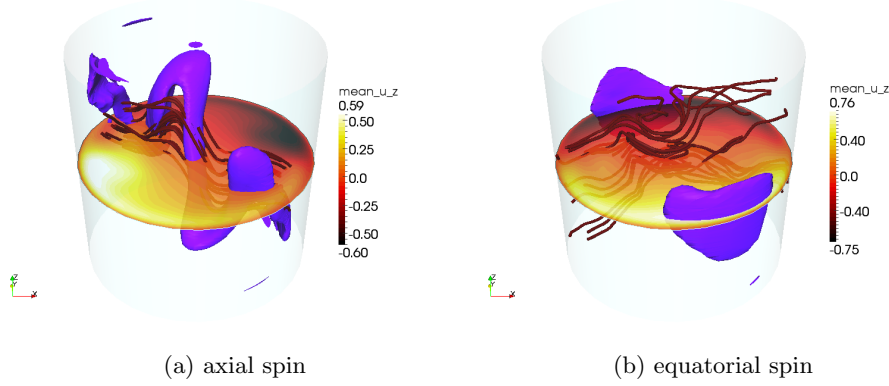 mean_u_z
0.59
0.50
0.25
0.0
-0.25
-0.50
-0.60
Z
Y
X
(a) axial spin
mean_u_z
0.76
0.40
0.0
-0.40
-0.75
Z
Y
X
(b) equatorial spin